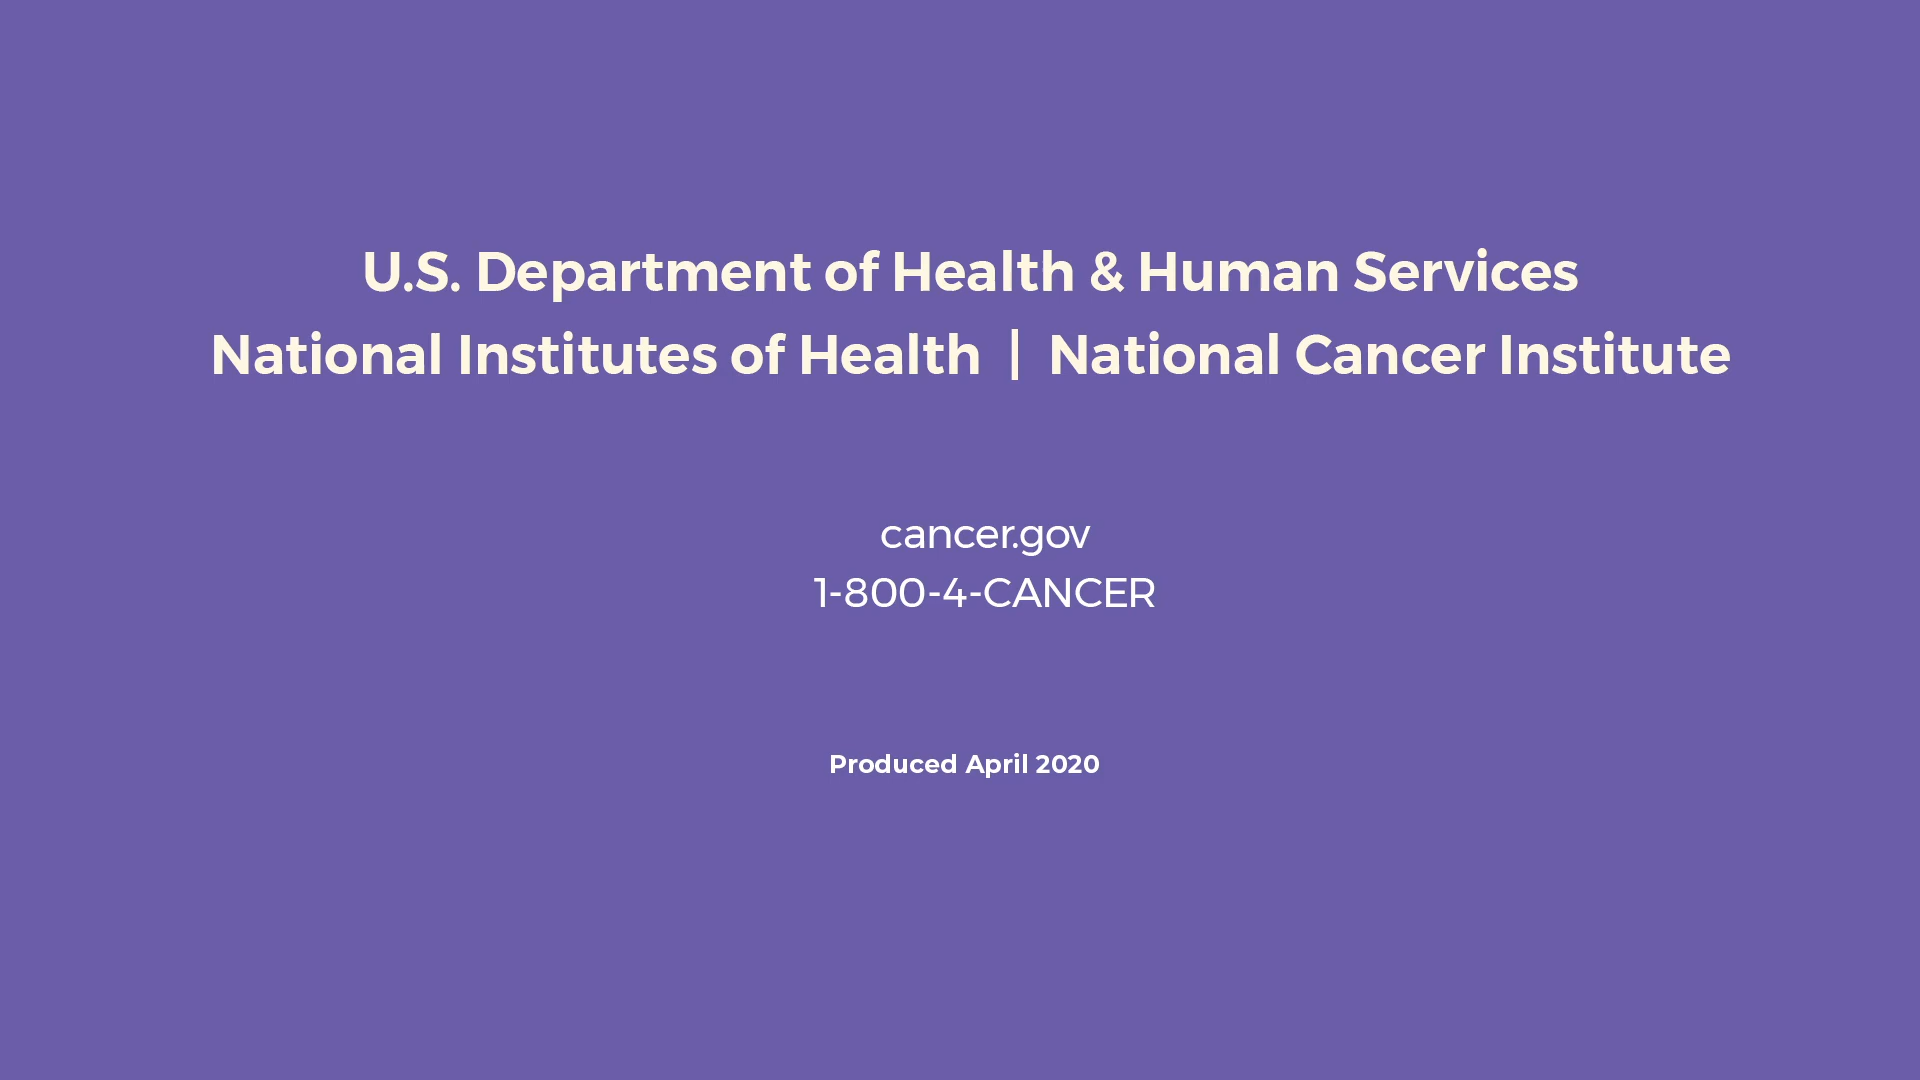 U.S. Department of Health & Human Services
National Institutes of Health | National Cancer Institute
cancer.gov
1-800-4-CANCER
Produced April 2020